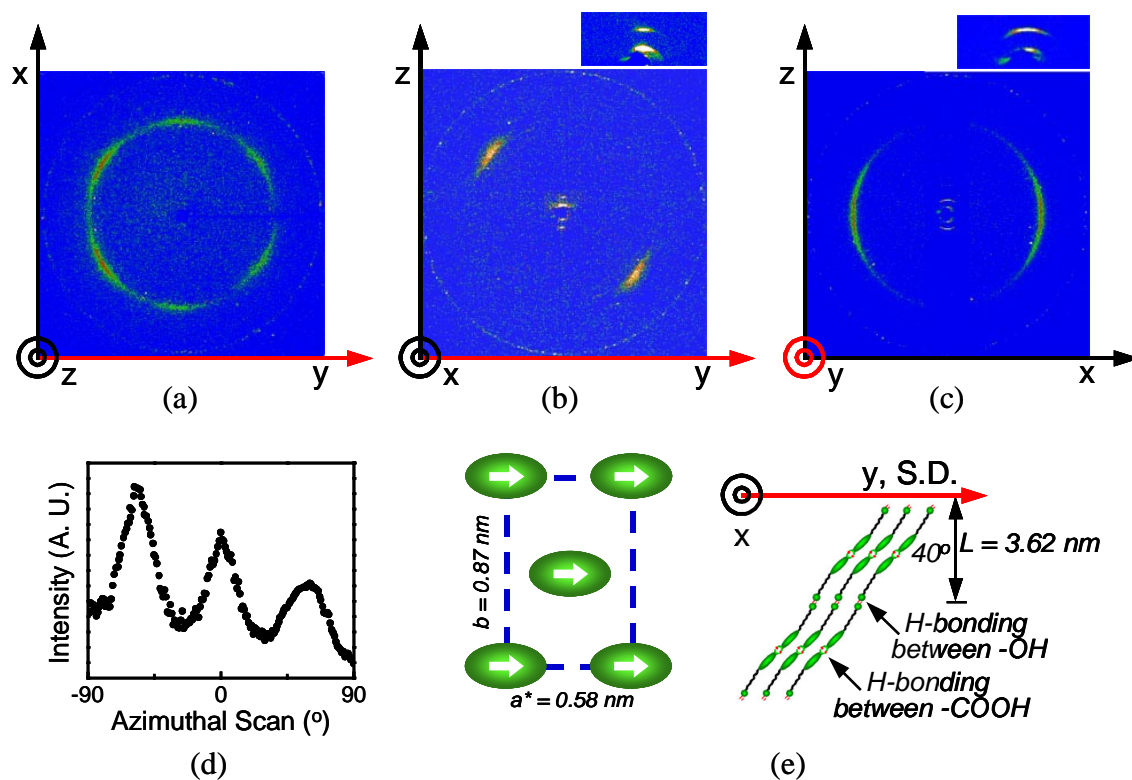 x
z
y
(a)
z
x
y
(b)
z
y
x
(c)
Intensity (A. U.)
-90
0
90
Azimuthal Scan (º)
(d)
b = 0.87 nm
a* = 0.58 nm
y, S.D.
x
40º
L = 3.62 nm
H-bonding
between -OH
H-bonding
between -COOH
(e)